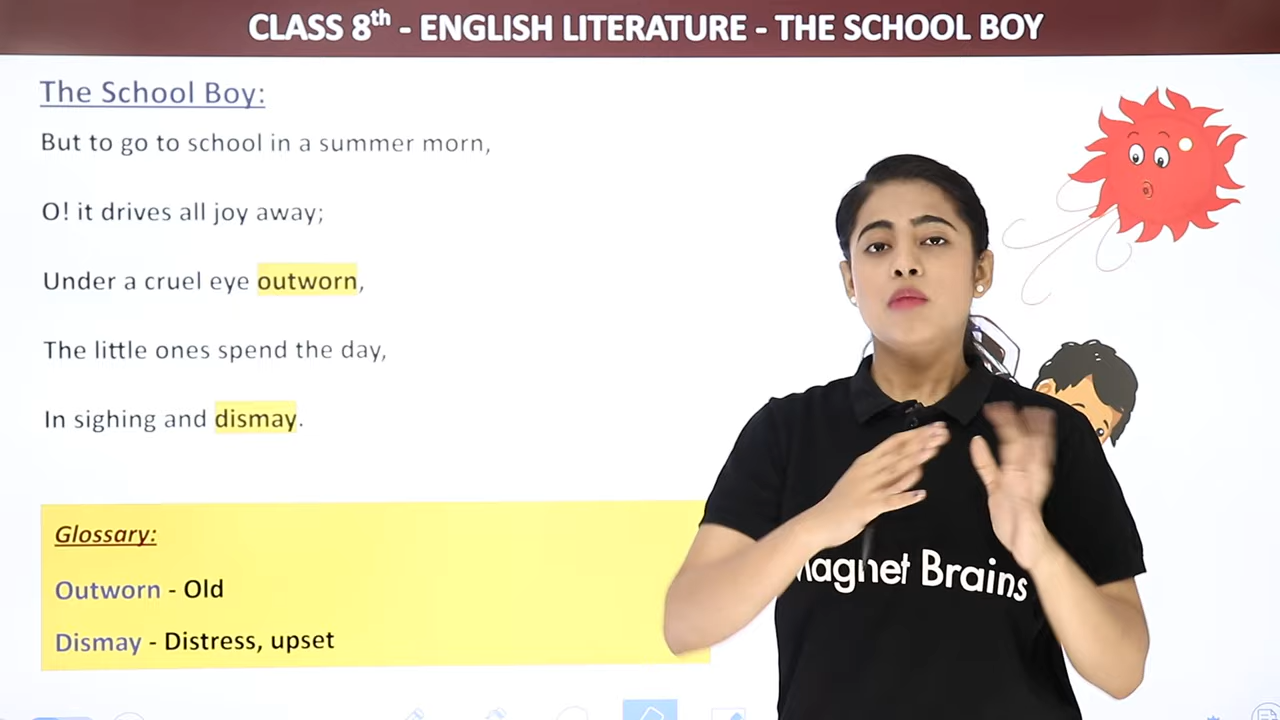 CLASS 8th - ENGLISH LITERATURE - THE SCHOOL BOY
The School Boy:
But to go to school in a summer morn,
O! it drives all joy away;
Under a cruel eye outworn,
The little ones spend the day,
In sighing and dismay.
Glossary:
Outworn - Old
Dismay - Distress, upset
Magnet Brains